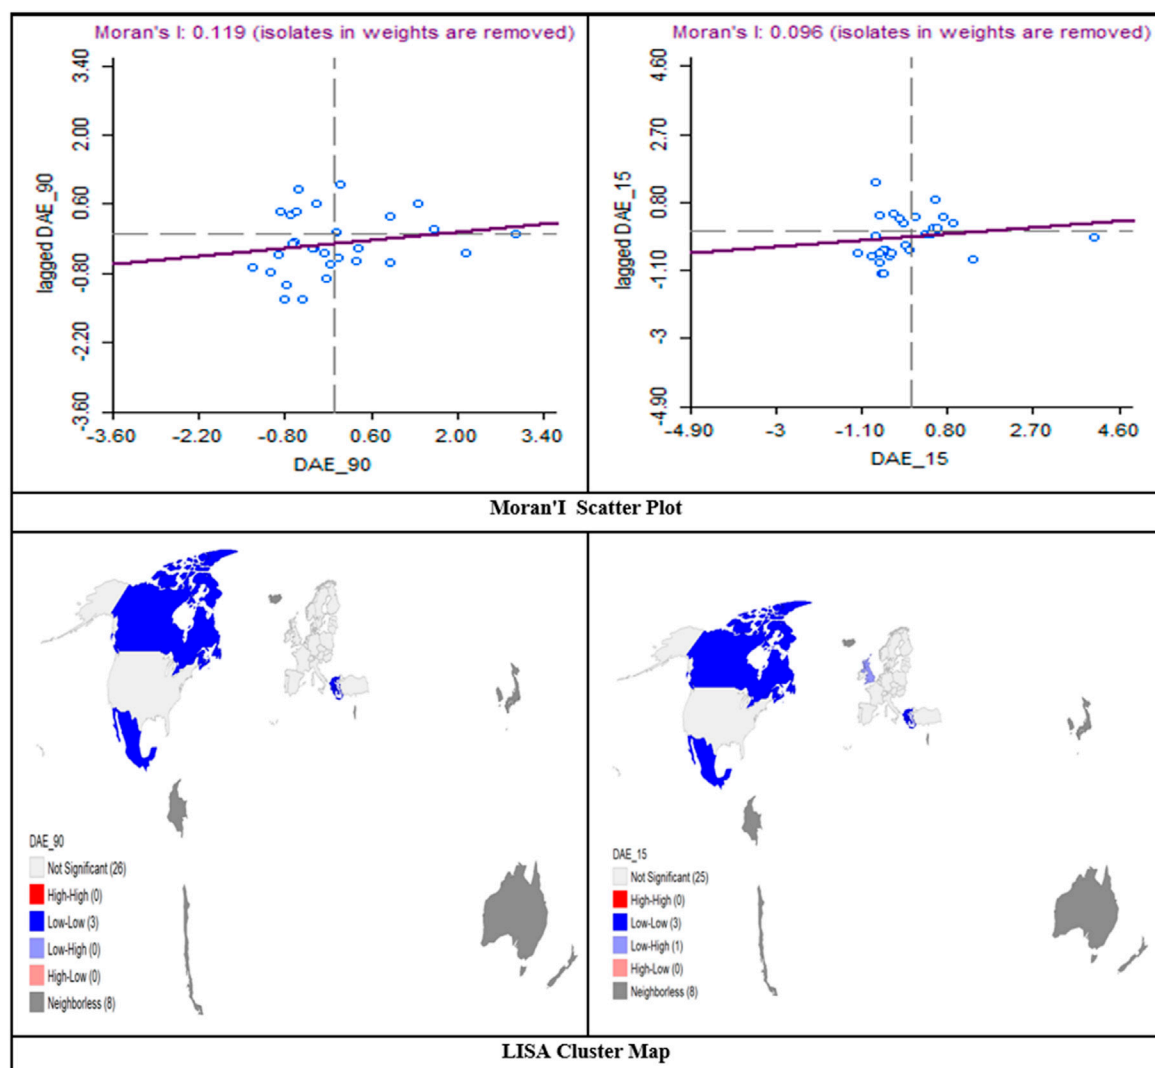 Moran's I: 0.119 (isolates in weights are removed)
3.40
2.00
0.60
-0.80
-2.20
-3.60
lagged DAE_90
-3.60 -2.20 -0.80 0.60 2.00 3.40
DAE_90
Moran's I: 0.096 (isolates in weights are removed)
4.60
2.70
0.80
-1.10
-3
-4.90
lagged DAE_15
-4.90 -3 -1.10 0.80 2.70 4.60
DAE_15
Moran'I Scatter Plot
DAE_90
Not Significant (26)
High-High (0)
Low-Low (3)
Low-High (0)
High-Low (0)
Neighborless (8)
DAE_15
Not Significant (25)
High-High (0)
Low-Low (3)
Low-High (1)
High-Low (0)
Neighborless (8)
LISA Cluster Map